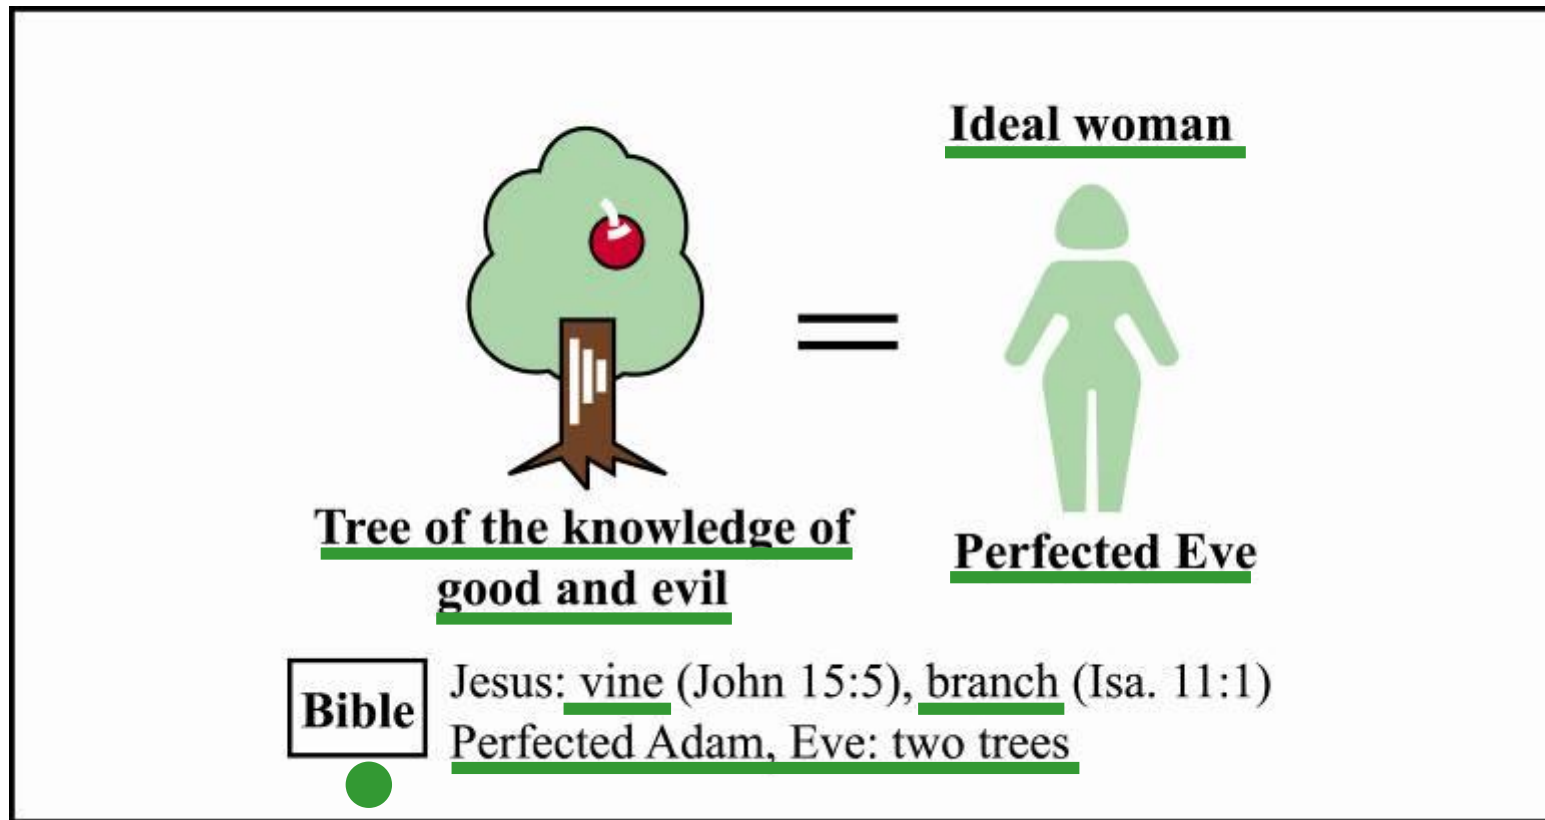 Ideal woman
Tree of the knowledge of
good and evil
Perfected Eve
Bible
Jesus: vine (John 15:5), branch (Isa. 11:1)
Perfected Adam, Eve: two trees